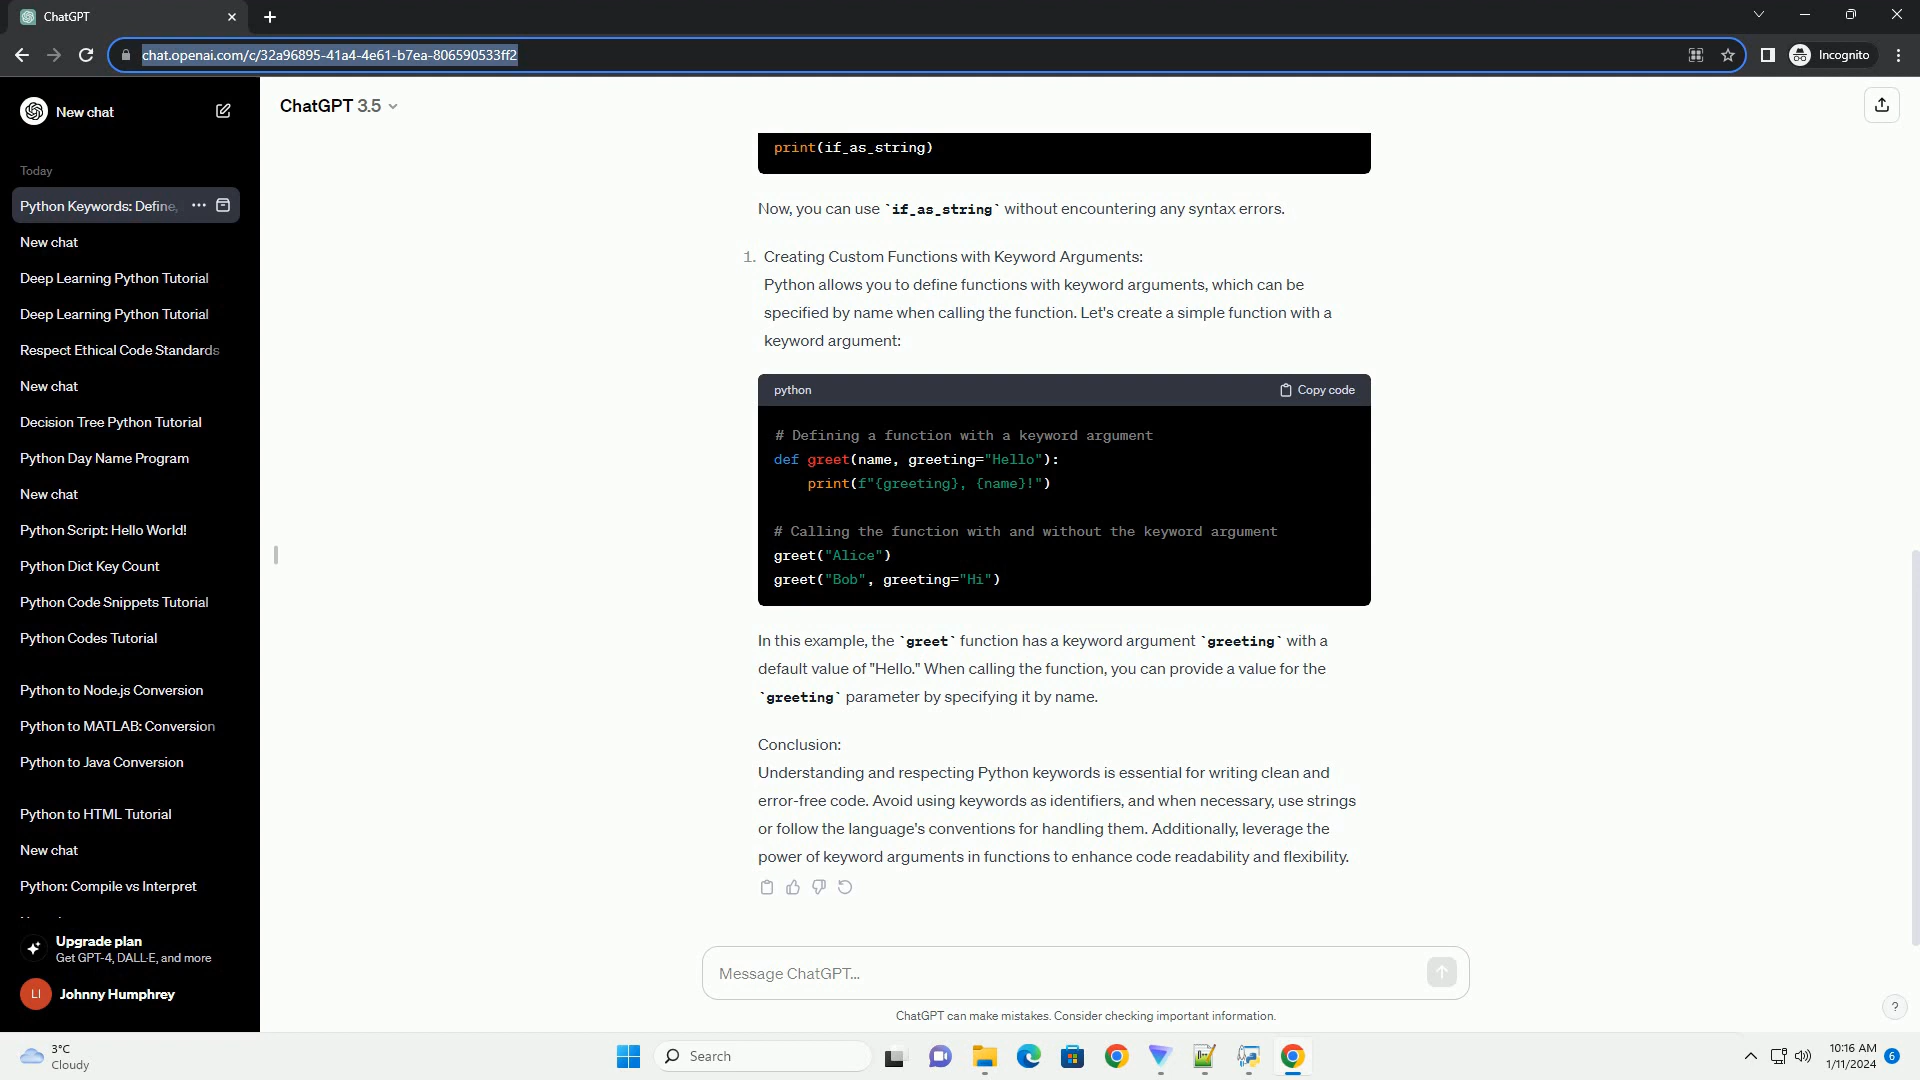 ChatGPT
chat.openai.com/c/32a96895-41a4-4e61-b7ea-806590533ff2
Incognito
New chat
Today
Python Keywords: Define,
New chat
Deep Learning Python Tutorial
Deep Learning Python Tutorial
Respect Ethical Code Standards
New chat
Decision Tree Python Tutorial
Python Day Name Program
New chat
Python Script: Hello World!
Python Dict Key Count
Python Code Snippets Tutorial
Python Codes Tutorial
Python to Node.js Conversion
Python to MATLAB: Conversion
Python to Java Conversion
Python to HTML Tutorial
New chat
Python: Compile vs Interpret
Upgrade plan
Get GPT-4, DALL·E, and more
LI
Johnny Humphrey
ChatGPT 3.5
print(if_as_string)
Now, you can use `if_as_string` without encountering any syntax errors.
1. Creating Custom Functions with Keyword Arguments:
Python allows you to define functions with keyword arguments, which can be
specified by name when calling the function. Let's create a simple function with a
keyword argument:
python
Copy code
# Defining a function with a keyword argument
def greet(name, greeting="Hello"):
print(f"{greeting}, {name}!")
# Calling the function with and without the keyword argument
greet("Alice")
greet("Bob", greeting="Hi")
In this example, the `greet` function has a keyword argument `greeting` with a
default value of "Hello." When calling the function, you can provide a value for the
`greeting` parameter by specifying it by name.
Conclusion:
Understanding and respecting Python keywords is essential for writing clean and
error-free code. Avoid using keywords as identifiers, and when necessary, use strings
or follow the language's conventions for handling them. Additionally, leverage the
power of keyword arguments in functions to enhance code readability and flexibility.
Message ChatGPT...
ChatGPT can make mistakes. Consider checking important information.
?
3°C
Cloudy
Search
10:16 AM
1/11/2024
6